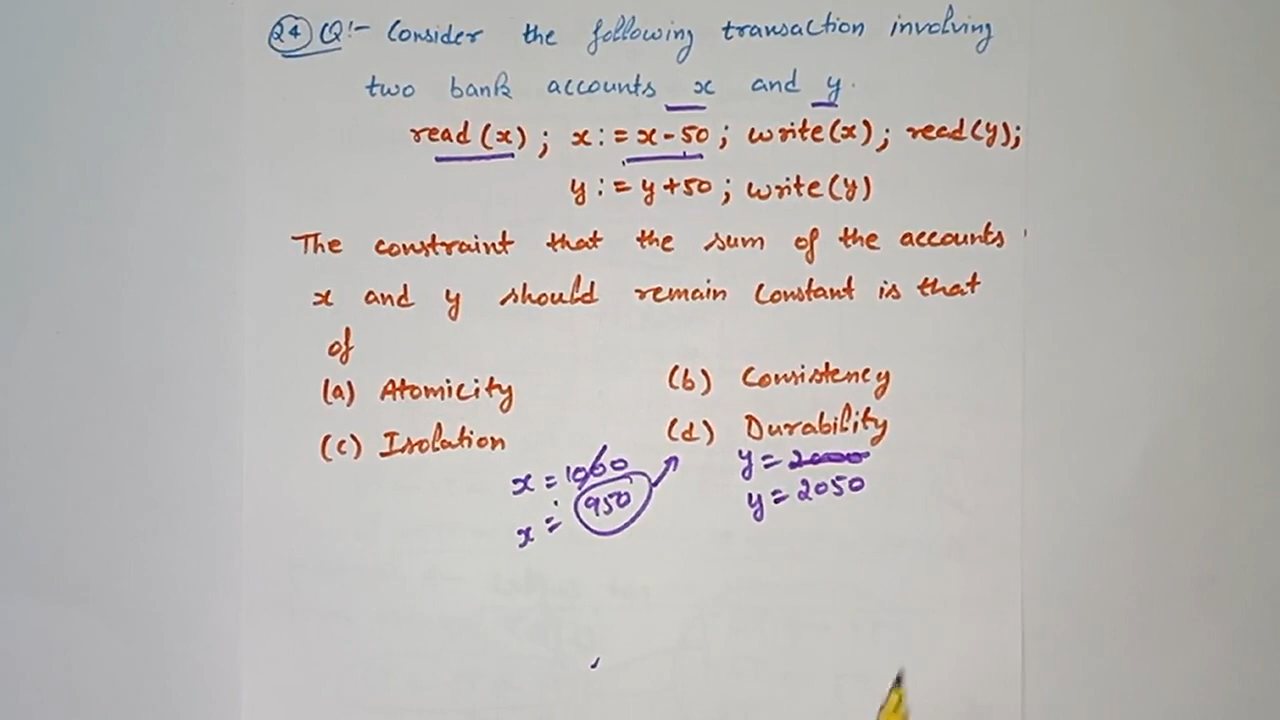 24 Q:- Consider the following transaction involving
two bank accounts x and y.
read (x); x := x - 50; write(x); read(y);
y := y + 50; write(y)
The constraint that the sum of the accounts
x and y should remain Constant is that
of
(a) Atomicity
(b) Consistency
(c) Isolation
(d) Durability
x = 1000
y = 2000
x = 950
y = 2050